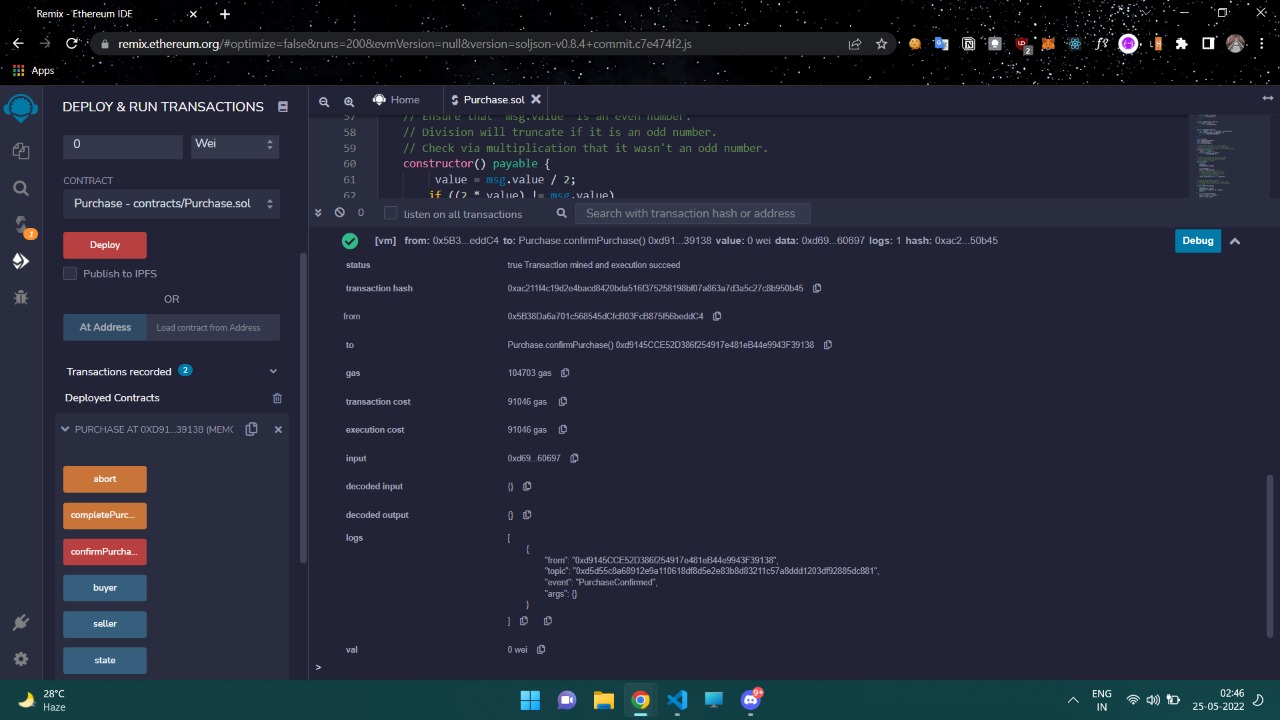 Remix - Ethereum IDE
remix.ethereum.org/#optimize=false&runs=200&evmVersion=null&version=soljson-v0.8.4+commit.c7e474f2.js
2
Apps
DEPLOY & RUN TRANSACTIONS
Home
Purchase.sol
0 Wei
CONTRACT
Purchase - contracts/Purchase.sol
1
Deploy
Publish to IPFS
OR
At Address Load contract from Address
Transactions recorded 2
Deployed Contracts
PURCHASE AT 0XD91...39138 (MEMO
abort
completePurc...
confirmPurcha...
buyer
seller
state
57 // Ensure that `msg.value` is an even number.
58 // Division will truncate if it is an odd number.
59 // Check via multiplication that it wasn't an odd number.
60 constructor() payable {
61 value = msg.value / 2;
62 if ((2 * value) != msg.value)
0 listen on all transactions Search with transaction hash or address
[vm] from: 0x5B3...eddC4 to: Purchase.confirmPurchase() 0xd91...39138 value: 0 wei data: 0xd69...60697 logs: 1 hash: 0xac2...50b45
Debug
status true Transaction mined and execution succeed
transaction hash 0xac211f4c19d2e4bacd8420bda516f375258198bf07a863a7d3a5c27c8b950b45
from 0x5B38Da6a701c568545dCfcB03FcB875f56beddC4
to Purchase.confirmPurchase() 0xd9145CCE52D386f254917e481eB44e9943F39138
gas 104703 gas
transaction cost 91046 gas
execution cost 91046 gas
input 0xd69...60697
decoded input {}
decoded output {}
logs [
{
"from": "0xd9145CCE52D386f254917e481eB44e9943F39138",
"topic": "0xd5d55c8a68912e9a110618df8d5e2e83b8d83211c57a8ddd1203df92885dc881",
"event": "PurchaseConfirmed",
"args": {}
}
]
val 0 wei
>
28°C
Haze
9+
ENG
IN
02:46
25-05-2022